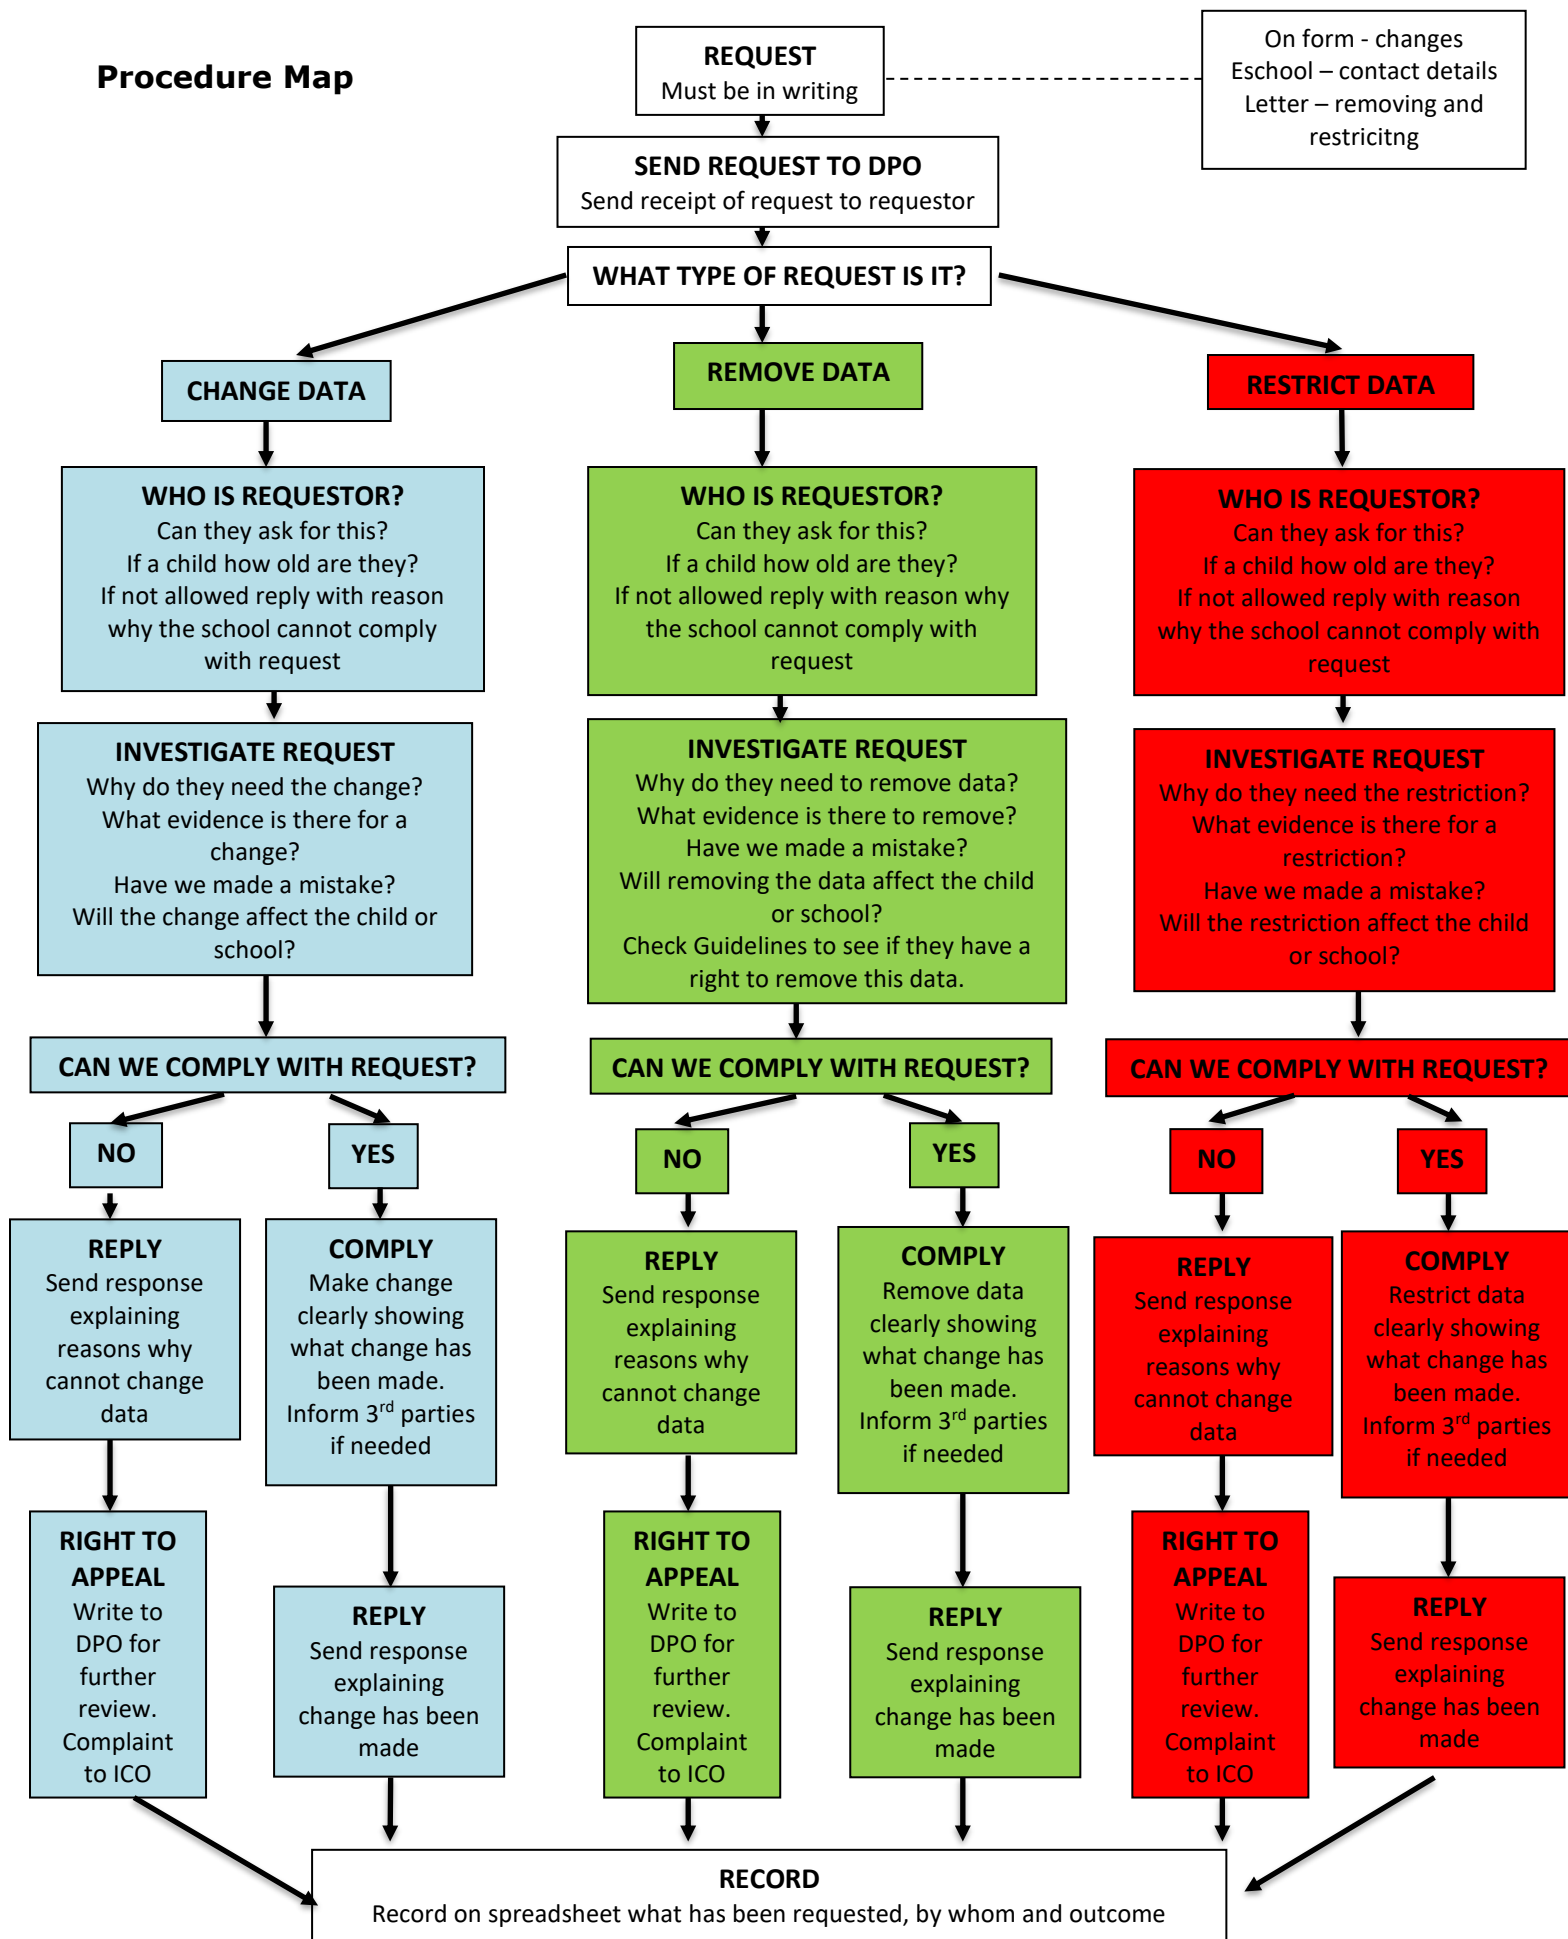 Procedure Map
REQUEST
Must be in writing
On form - changes
Eschool – contact details
Letter – removing and
restricitng
SEND REQUEST TO DPO
Send receipt of request to requestor
WHAT TYPE OF REQUEST IS IT?
CHANGE DATA
WHO IS REQUESTOR?
Can they ask for this?
If a child how old are they?
If not allowed reply with reason
why the school cannot comply
with request
INVESTIGATE REQUEST
Why do they need the change?
What evidence is there for a
change?
Have we made a mistake?
Will the change affect the child or
school?
CAN WE COMPLY WITH REQUEST?
NO
REPLY
Send response
explaining
reasons why
cannot change
data
RIGHT TO
APPEAL
Write to
DPO for
further
review.
Complaint
to ICO
YES
COMPLY
Make change
clearly showing
what change has
been made.
Inform 3rd parties
if needed
REPLY
Send response
explaining
change has been
made
REMOVE DATA
WHO IS REQUESTOR?
Can they ask for this?
If a child how old are they?
If not allowed reply with reason why
the school cannot comply with
request
INVESTIGATE REQUEST
Why do they need to remove data?
What evidence is there to remove?
Have we made a mistake?
Will removing the data affect the child
or school?
Check Guidelines to see if they have a
right to remove this data.
CAN WE COMPLY WITH REQUEST?
NO
REPLY
Send response
explaining
reasons why
cannot change
data
RIGHT TO
APPEAL
Write to
DPO for
further
review.
Complaint
to ICO
YES
COMPLY
Remove data
clearly showing
what change has
been made.
Inform 3rd parties
if needed
REPLY
Send response
explaining
change has been
made
RESTRICT DATA
WHO IS REQUESTOR?
Can they ask for this?
If a child how old are they?
If not allowed reply with reason
why the school cannot comply with
request
INVESTIGATE REQUEST
Why do they need the restriction?
What evidence is there for a
restriction?
Have we made a mistake?
Will the restriction affect the child
or school?
CAN WE COMPLY WITH REQUEST?
NO
REPLY
Send response
explaining
reasons why
cannot change
data
RIGHT TO
APPEAL
Write to
DPO for
further
review.
Complaint
to ICO
YES
COMPLY
Restrict data
clearly showing
what change has
been made.
Inform 3rd parties
if needed
REPLY
Send response
explaining
change has been
made
RECORD
Record on spreadsheet what has been requested, by whom and outcome